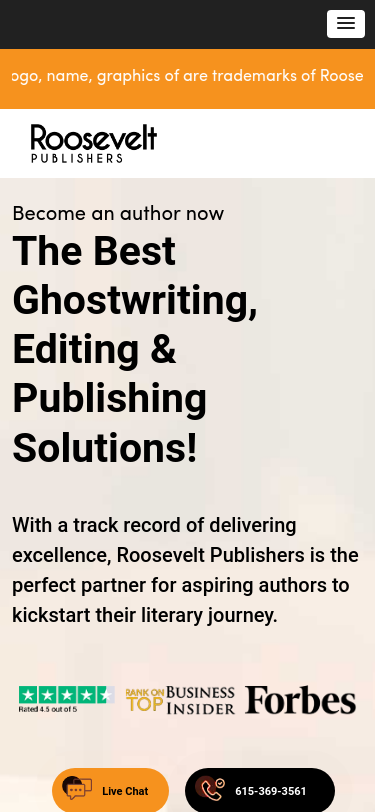 ogo, name, graphics of are trademarks of Roose
Roosevelt
PUBLISHERS
Become an author now
The Best
Ghostwriting,
Editing &
Publishing
Solutions!
With a track record of delivering
excellence, Roosevelt Publishers is the
perfect partner for aspiring authors to
kickstart their literary journey.
Rated 4.5 out of 5
RANK ON
TOP
BUSINESS
INSIDER
Forbes
Live Chat
615-369-3561